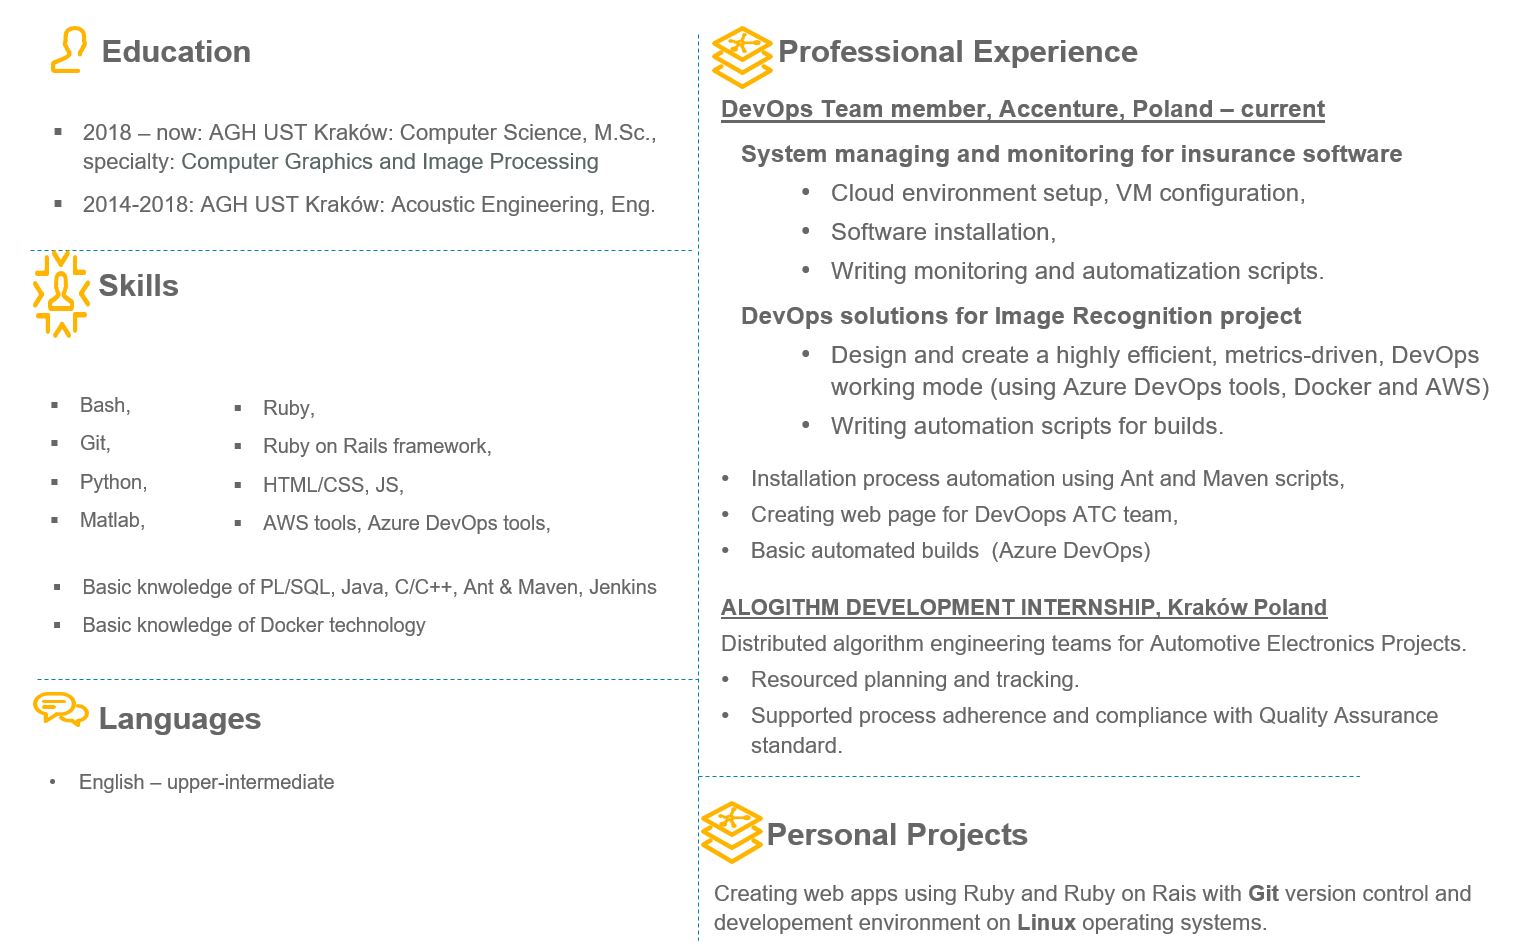 Education
▪ 2018 – now: AGH UST Kraków: Computer Science, M.Sc.,
specialty: Computer Graphics and Image Processing
▪ 2014-2018: AGH UST Kraków: Acoustic Engineering, Eng.
Skills
▪ Bash,
▪ Git,
▪ Python,
▪ Matlab,
▪ Ruby,
▪ Ruby on Rails framework,
▪ HTML/CSS, JS,
▪ AWS tools, Azure DevOps tools,
▪ Basic knwoledge of PL/SQL, Java, C/C++, Ant & Maven, Jenkins
▪ Basic knowledge of Docker technology
Languages
• English – upper-intermediate
Professional Experience
DevOps Team member, Accenture, Poland – current
System managing and monitoring for insurance software
• Cloud environment setup, VM configuration,
• Software installation,
• Writing monitoring and automatization scripts.
DevOps solutions for Image Recognition project
• Design and create a highly efficient, metrics-driven, DevOps
working mode (using Azure DevOps tools, Docker and AWS)
• Writing automation scripts for builds.
• Installation process automation using Ant and Maven scripts,
• Creating web page for DevOops ATC team,
• Basic automated builds  (Azure DevOps)
ALOGITHM DEVELOPMENT INTERNSHIP, Kraków Poland
Distributed algorithm engineering teams for Automotive Electronics Projects.
• Resourced planning and tracking.
• Supported process adherence and compliance with Quality Assurance
standard.
Personal Projects
Creating web apps using Ruby and Ruby on Rais with Git version control and
developement environment on Linux operating systems.